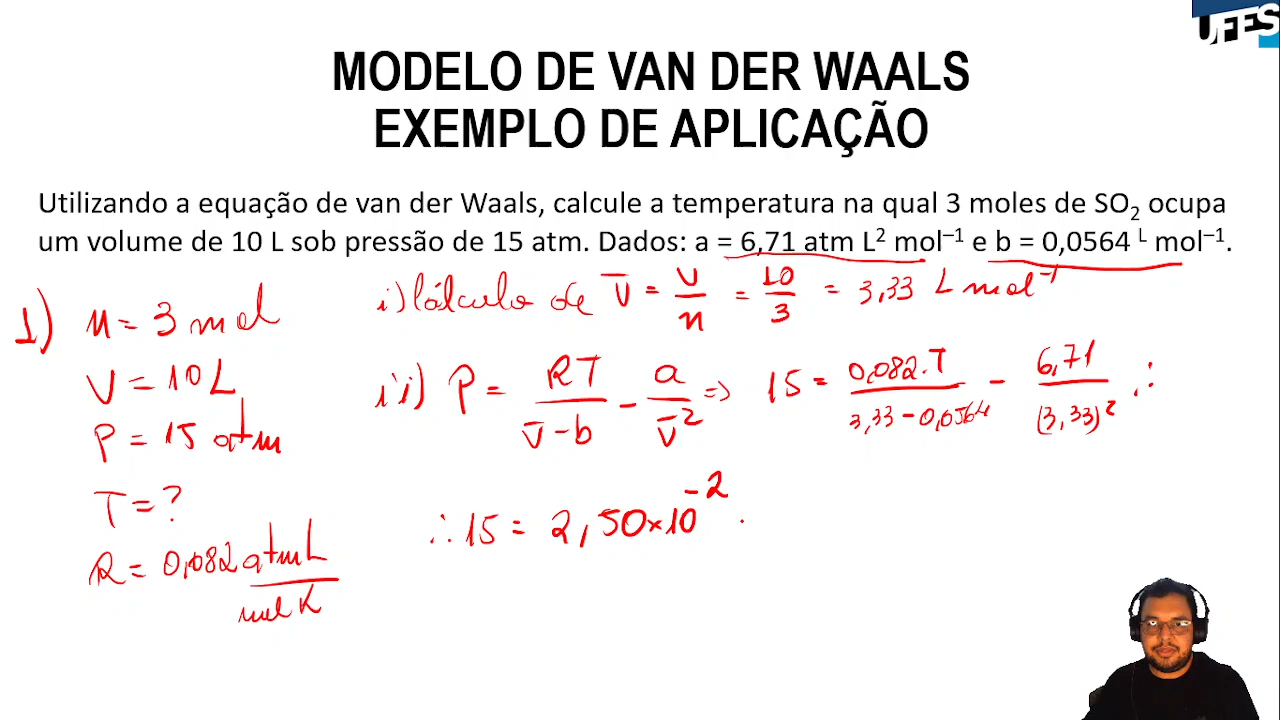 UFES
MODELO DE VAN DER WAALS
EXEMPLO DE APLICAÇÃO
Utilizando a equação de van der Waals, calcule a temperatura na qual 3 moles de SO₂ ocupa
um volume de 10 L sob pressão de 15 atm. Dados: a = 6,71 atm L² mol⁻¹ e b = 0,0564 ᴸ mol⁻¹.
1) n = 3 mol
V = 10 L
P = 15 atm
T = ?
R = 0,082 atm L / mol K
i) Cálculo de V̄ = V/n = 10/3 = 3,33 L mol⁻¹
ii) P = RT/(V̄ - b) - a/V̄² => 15 = 0,082.T/(3,33 - 0,0564) - 6,71/(3,33)² ∴
∴ 15 = 2,50×10⁻² .